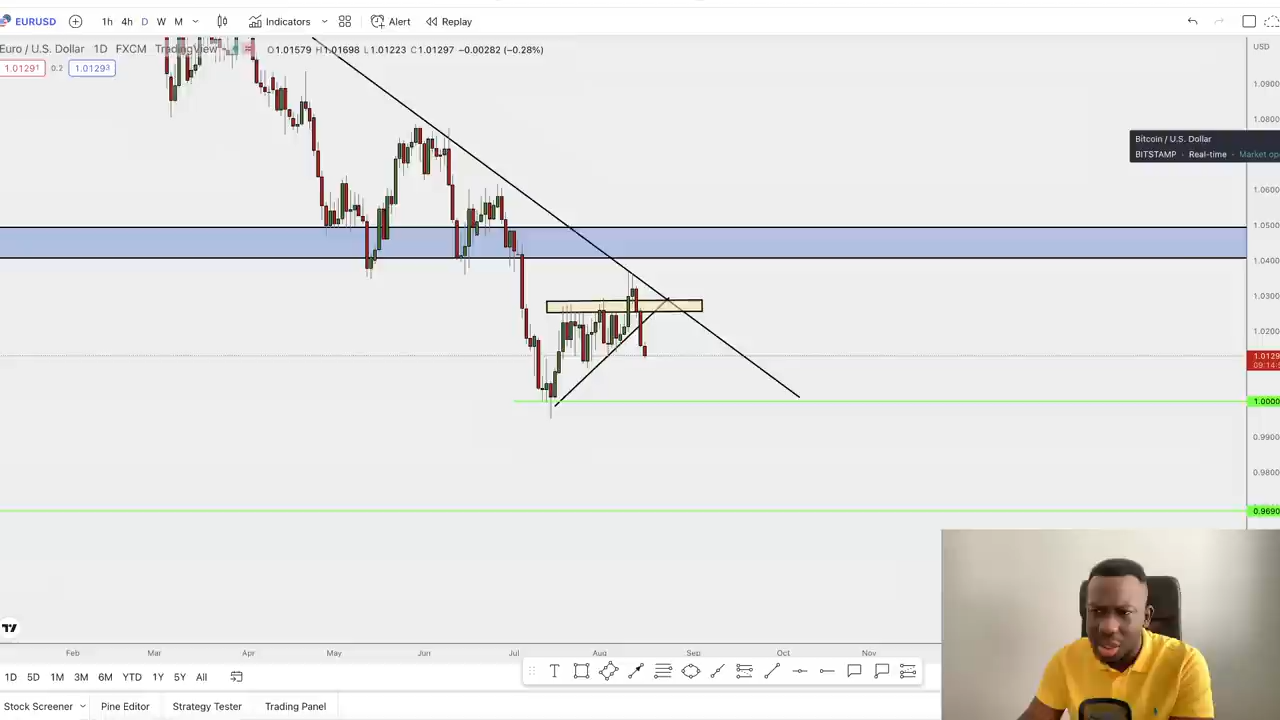 EURUSD 1h 4h D W M Indicators Alert Replay
Euro / U.S. Dollar 1D FXCM TradingView O1.01579 H1.01698 L1.01223 C1.01297 −0.00282 (−0.28%)
USD
1.01291 0.2 1.01293
1.0900
1.0800
Bitcoin / U.S. Dollar
BITSTAMP · Real-time · Market op
1.0600
1.0500
1.0400
1.0300
1.0200
1.0129
09:14:
1.0000
0.9900
0.9800
0.9690
Feb Mar Apr May Jun Jul Aug Sep Oct Nov
1D 5D 1M 3M 6M YTD 1Y 5Y All
Stock Screener Pine Editor Strategy Tester Trading Panel